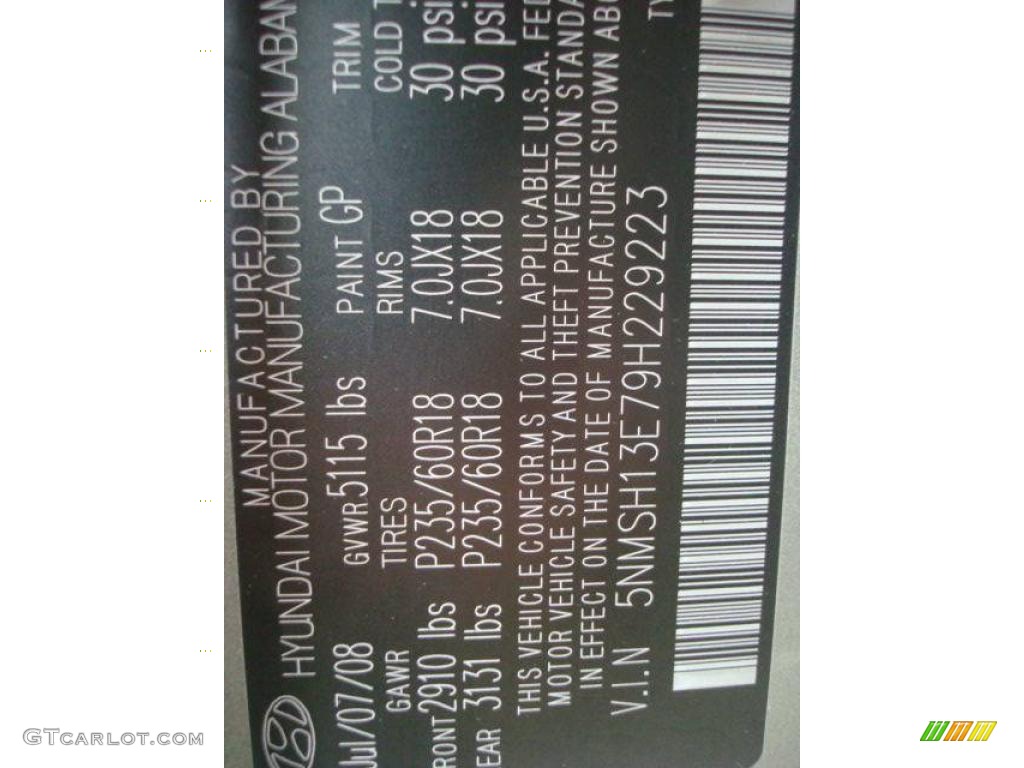 MANUFACTURED BY
HYUNDAI MOTOR MANUFACTURING ALABAM
Jul/07/08 GVWR 5115 lbs PAINT GP TRIM
GAWR TIRES RIMS COLD T
RONT 2910 lbs P235/60R18 7.0JX18 30 psi
EAR 3131 lbs P235/60R18 7.0JX18 30 psi
THIS VEHICLE CONFORMS TO ALL APPLICABLE U.S.A. FED
MOTOR VEHICLE SAFETY AND THEFT PREVENTION STANDA
IN EFFECT ON THE DATE OF MANUFACTURE SHOWN ABO
V.I.N 5NMSH13E79H229223
TY
GTcarlot.com